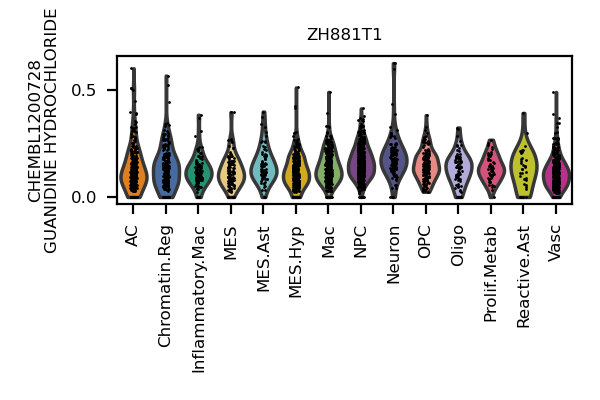 ZH881T1
CHEMBL1200728
GUANIDINE HYDROCHLORIDE
0.5
0.0
AC
Chromatin.Reg
Inflammatory.Mac
MES
MES.Ast
MES.Hyp
Mac
NPC
Neuron
OPC
Oligo
Prolif.Metab
Reactive.Ast
Vasc